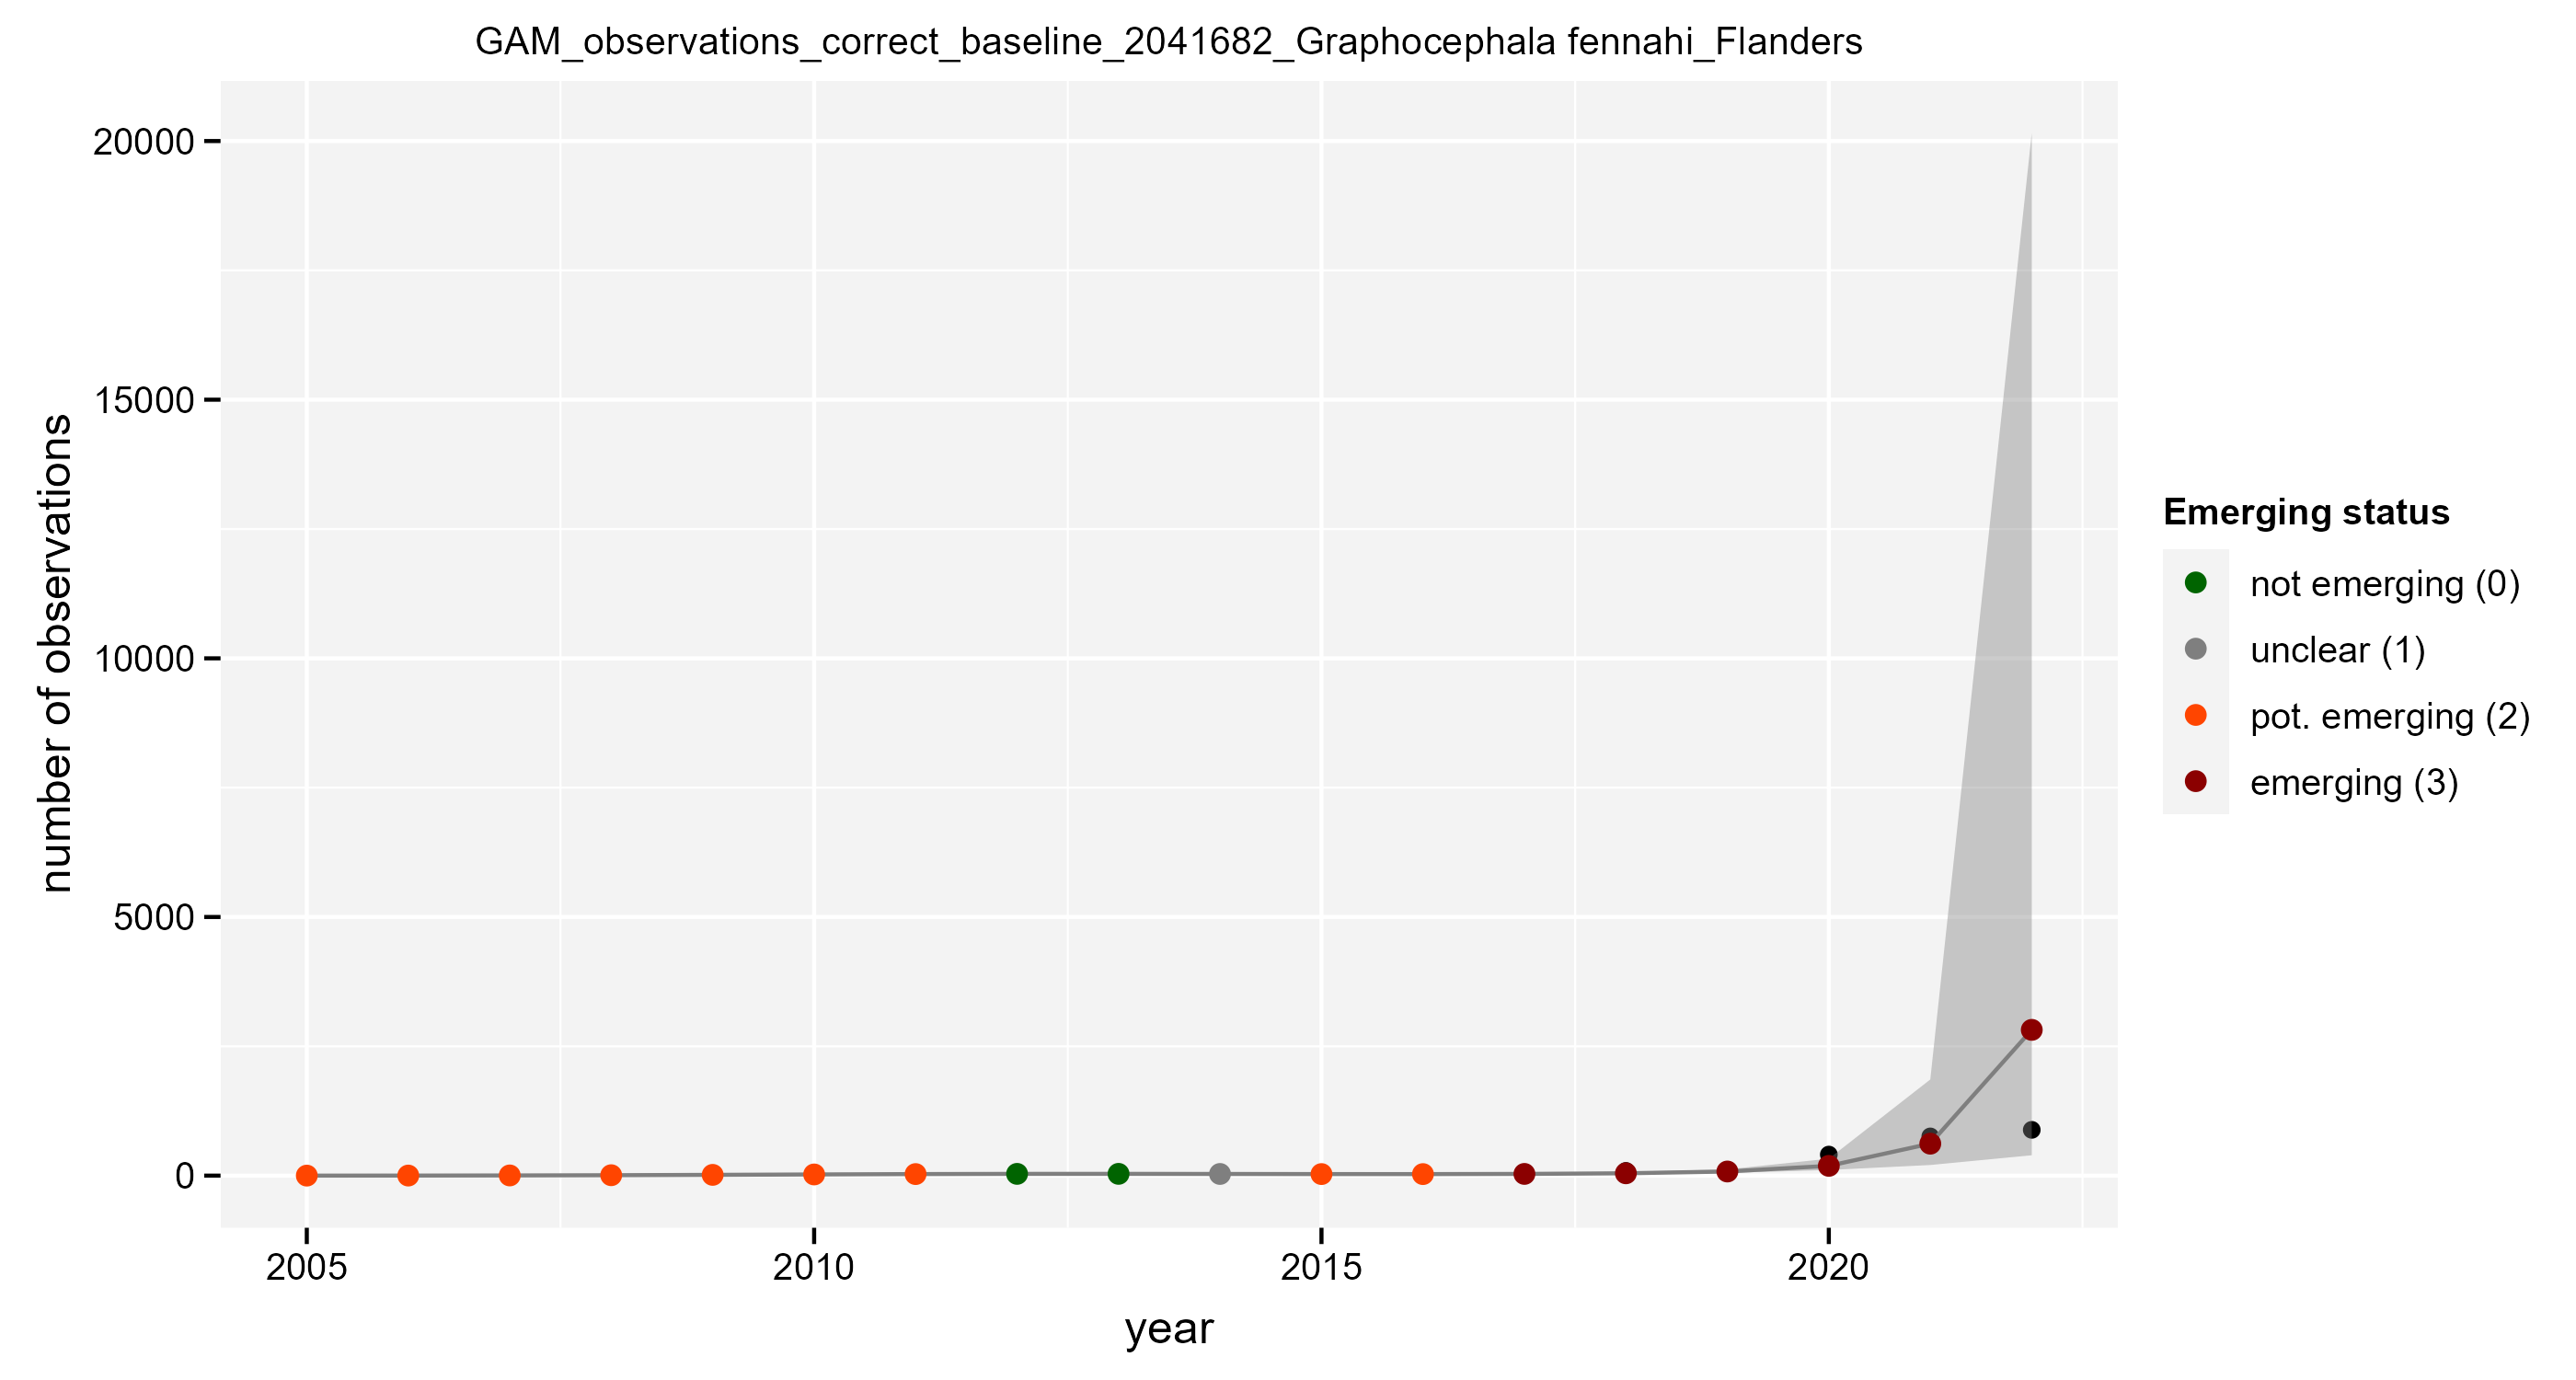 GAM_observations_correct_baseline_2041682_Graphocephala fennahi_Flanders
20000
15000
10000
5000
0
number of observations
2005
2010
2015
2020
year
Emerging status
not emerging (0)
unclear (1)
pot. emerging (2)
emerging (3)